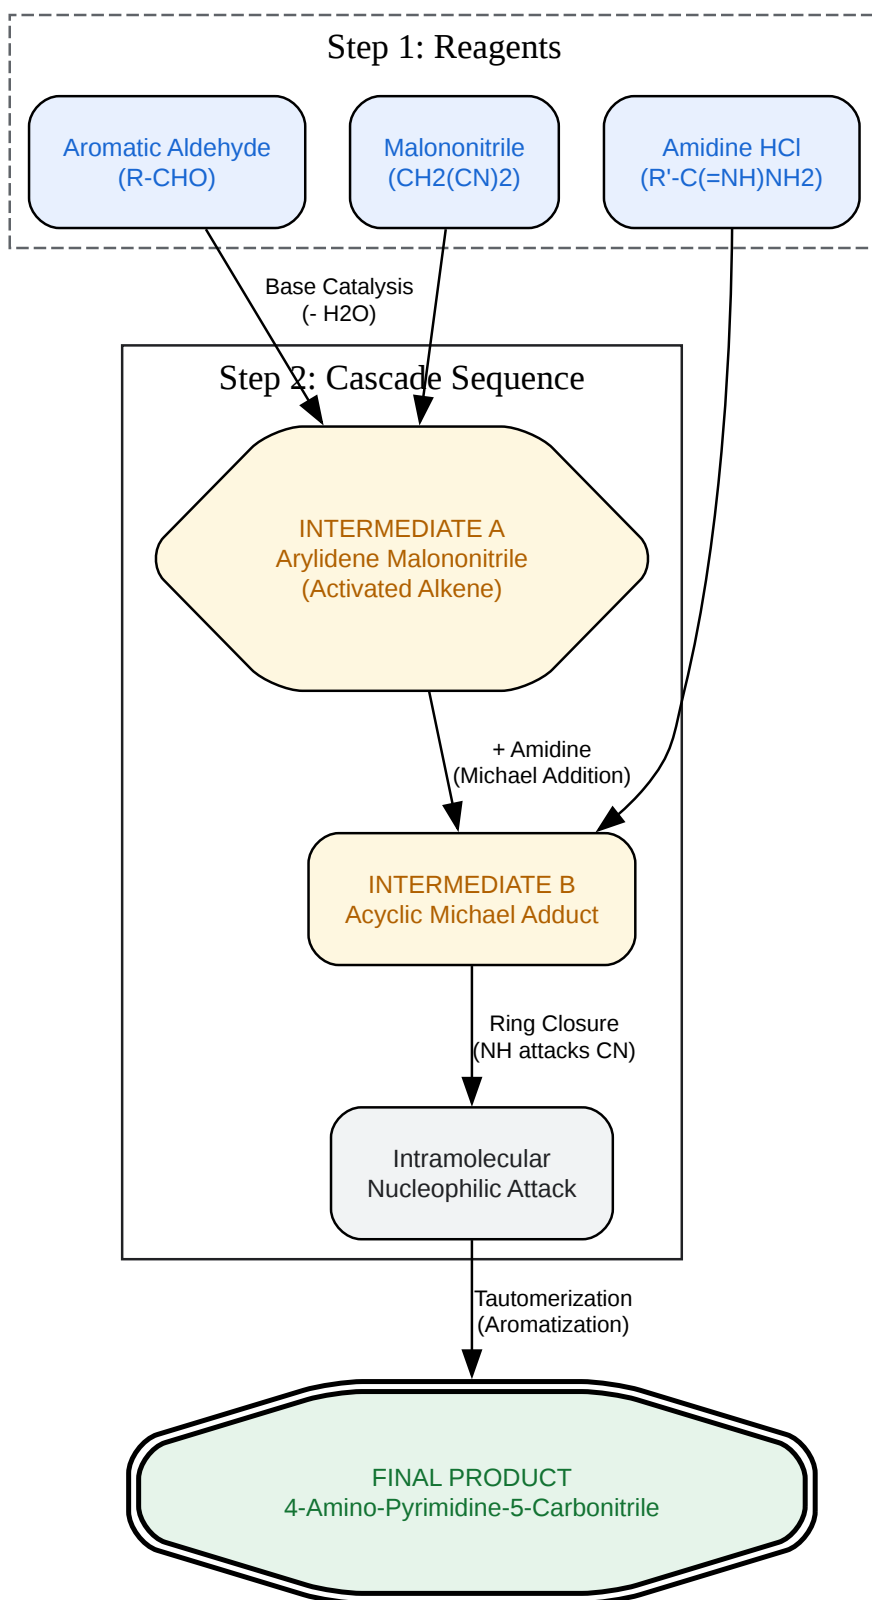 Step 1: Reagents
Aromatic Aldehyde
(R-CHO)
Malononitrile
(CH2(CN)2)
Amidine HCl
(R'-C(=NH)NH2)
Base Catalysis
(- H2O)
Step 2: Cascade Sequence
INTERMEDIATE A
Arylidene Malononitrile
(Activated Alkene)
+ Amidine
(Michael Addition)
INTERMEDIATE B
Acyclic Michael Adduct
Ring Closure
(NH attacks CN)
Intramolecular
Nucleophilic Attack
Tautomerization
(Aromatization)
FINAL PRODUCT
4-Amino-Pyrimidine-5-Carbonitrile